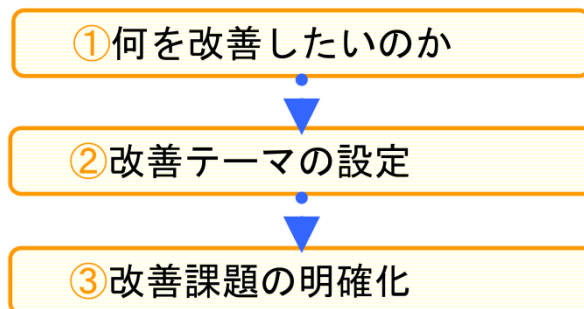 ①何を改善したいのか
②改善テーマの設定
③改善課題の明確化